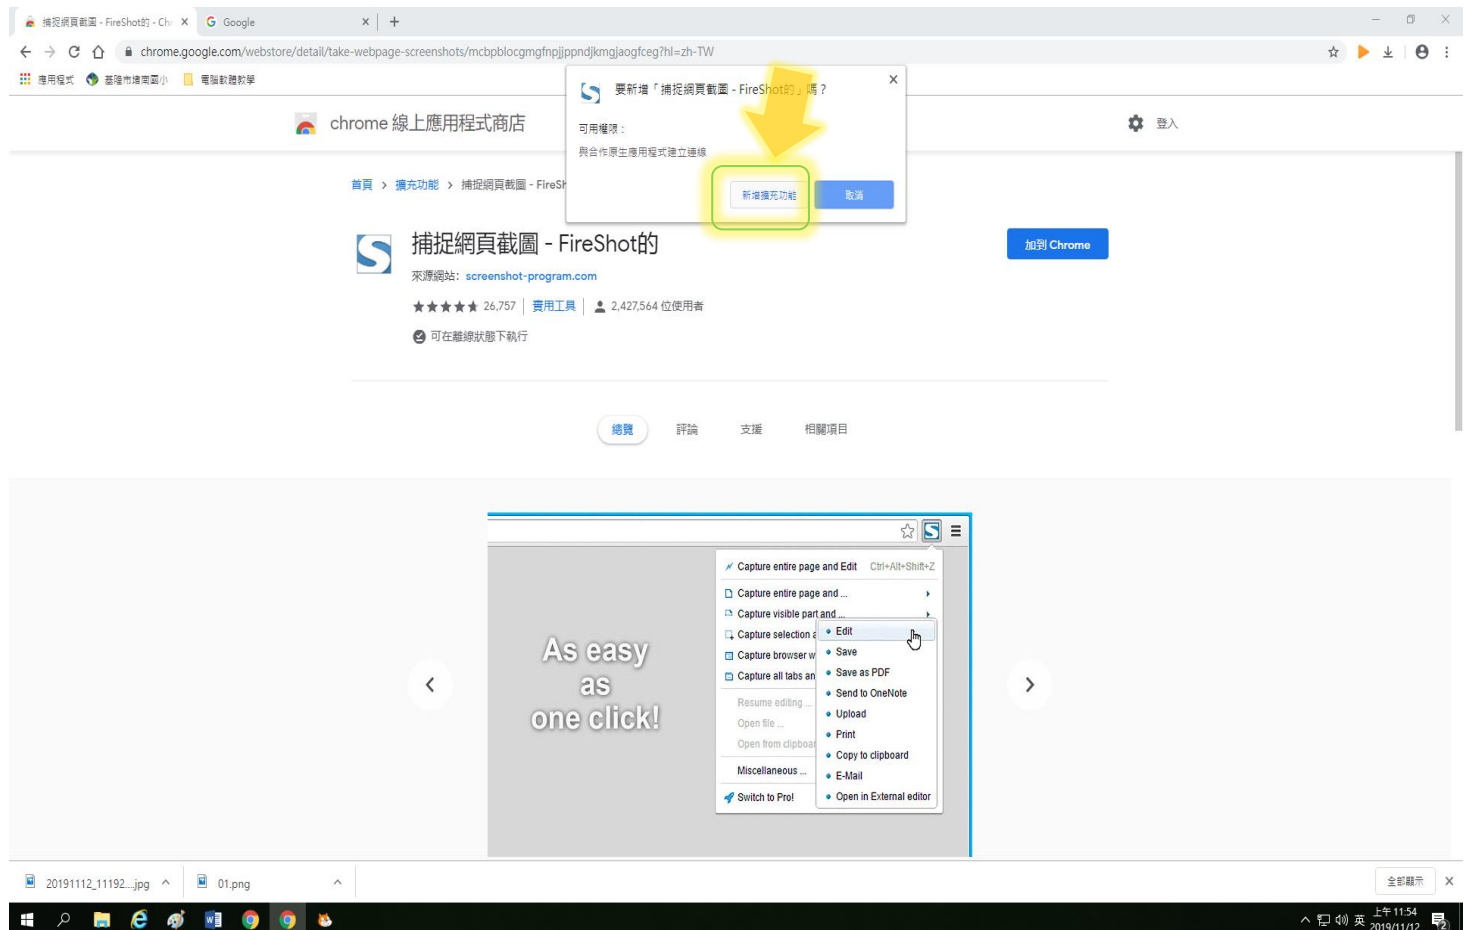 捕捉網頁截圖 - FireShot的 - Ch
Google
chrome.google.com/webstore/detail/take-webpage-screenshots/mcbpblocgmgfnpjjppndjkmgjaogfceg?hl=zh-TW
應用程式
電腦軟體教學
要新增「捕捉網頁截圖 - FireShot的」嗎？
可用權限：
與合作原生應用程式建立連線
新增擴充功能
取消
chrome 線上應用程式商店
登入
首頁 > 擴充功能 > 捕捉網頁截圖 - FireSh
捕捉網頁截圖 - FireShot的
加到 Chrome
來源網站: screenshot-program.com
26,757
實用工具
2,427,564 位使用者
可在離線狀態下執行
總覽
評論
支援
相關項目
As easy
as
one click!
Capture entire page and Edit Ctrl+Alt+Shift+Z
Capture entire page and ...
Capture visible part and ...
Capture selection a
Capture browser w
Capture all tabs an
Resume editing ...
Open file ...
Open from clipboar
Miscellaneous ...
Switch to Pro!
Edit
Save
Save as PDF
Send to OneNote
Upload
Print
Copy to clipboard
E-Mail
Open in External editor
20191112_11192....jpg
01.png
全部顯示
英
上午 11:54
2019/11/12